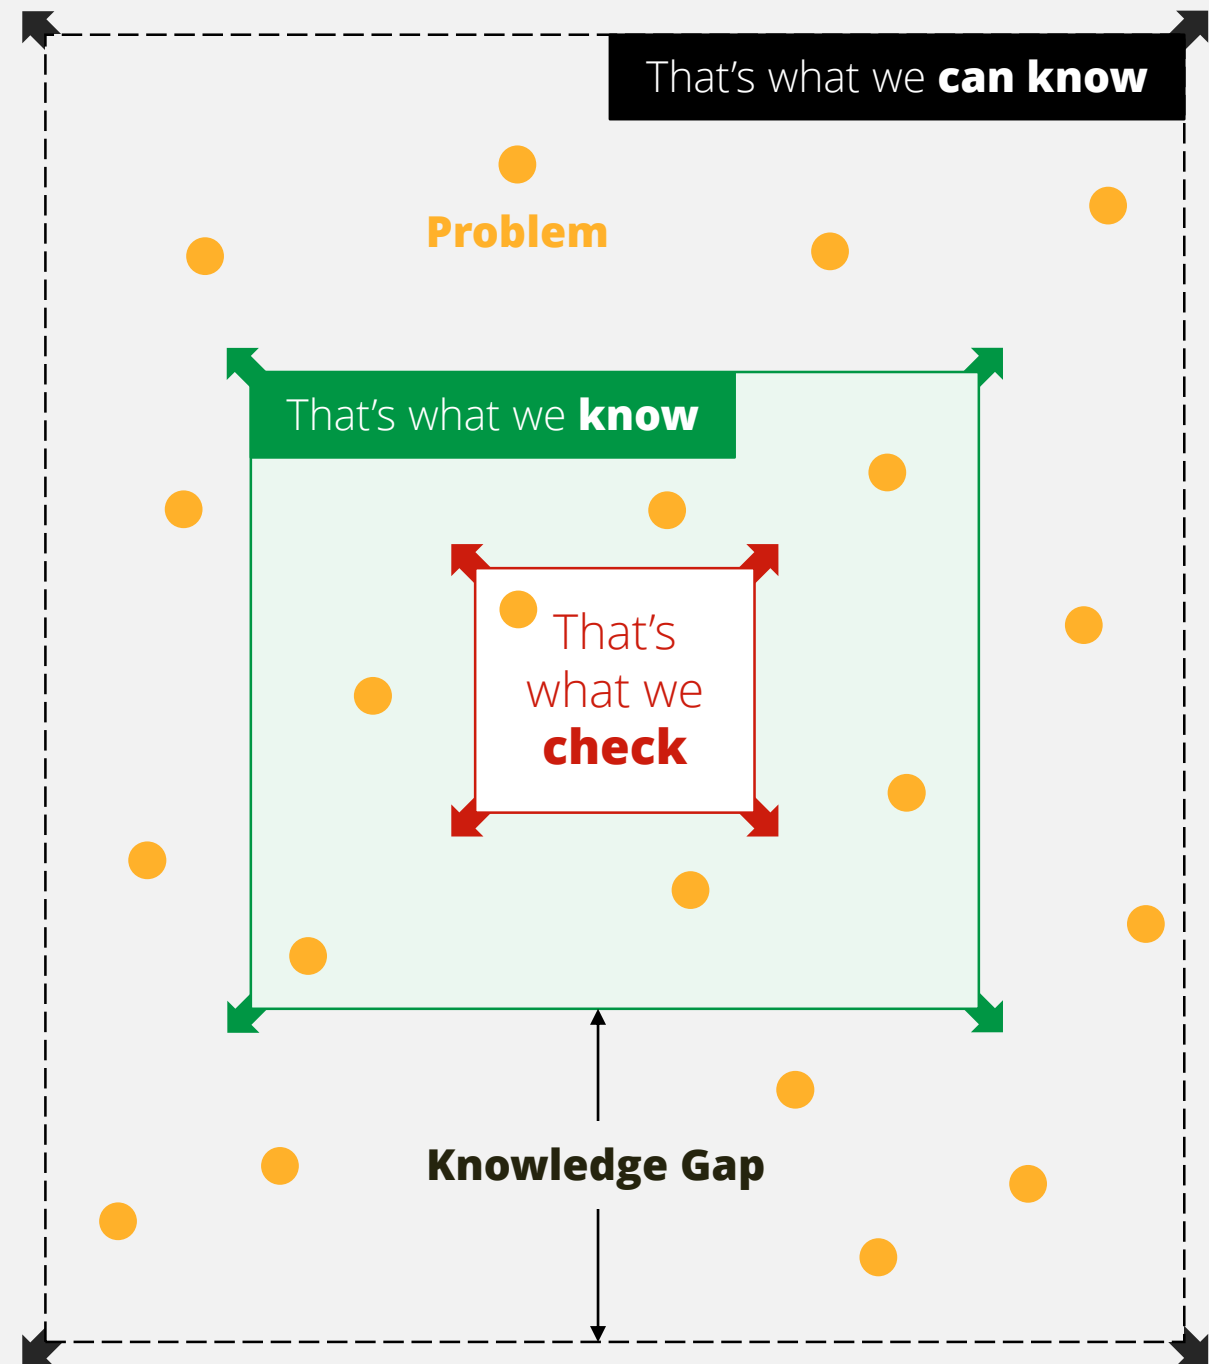 That’s what we can know
Problem
That’s what we know
That’s
what we
check
Knowledge Gap